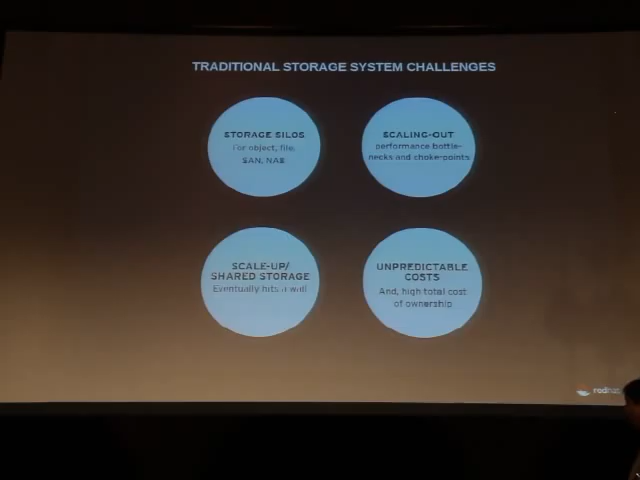 TRADITIONAL STORAGE SYSTEM CHALLENGES
STORAGE SILOS
For object, file,
SAN, NAS
SCALING-OUT
performance bottle-
necks and choke-points
SCALE-UP/
SHARED STORAGE
Eventually hits a wall
UNPREDICTABLE
COSTS
And, high total cost
of ownership
redhat